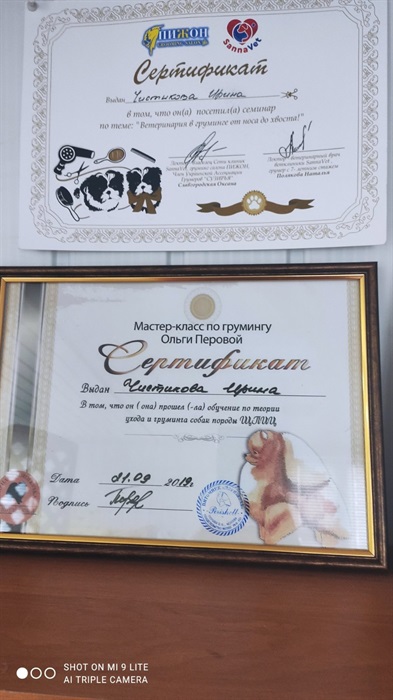 ПИЖОН
SannaVet
Сертификат
Выдан Чистикова Ирина
в том, что он(а) посетил(а) семинар
по теме: "Ветеринария в груминге от носа до хвоста!"
Славгородская Оксана
Полякова Наталья
Мастер-класс по грумингу
Ольги Перовой
Сертификат
Выдан Чистикова Ирина
В том, что он ( она) прошел (-ла) обучение по теории
ухода и груминга собак породы ШПИЦ
Дата 21.09 2019г.
Подпись
SHOT ON MI 9 LITE
AI TRIPLE CAMERA